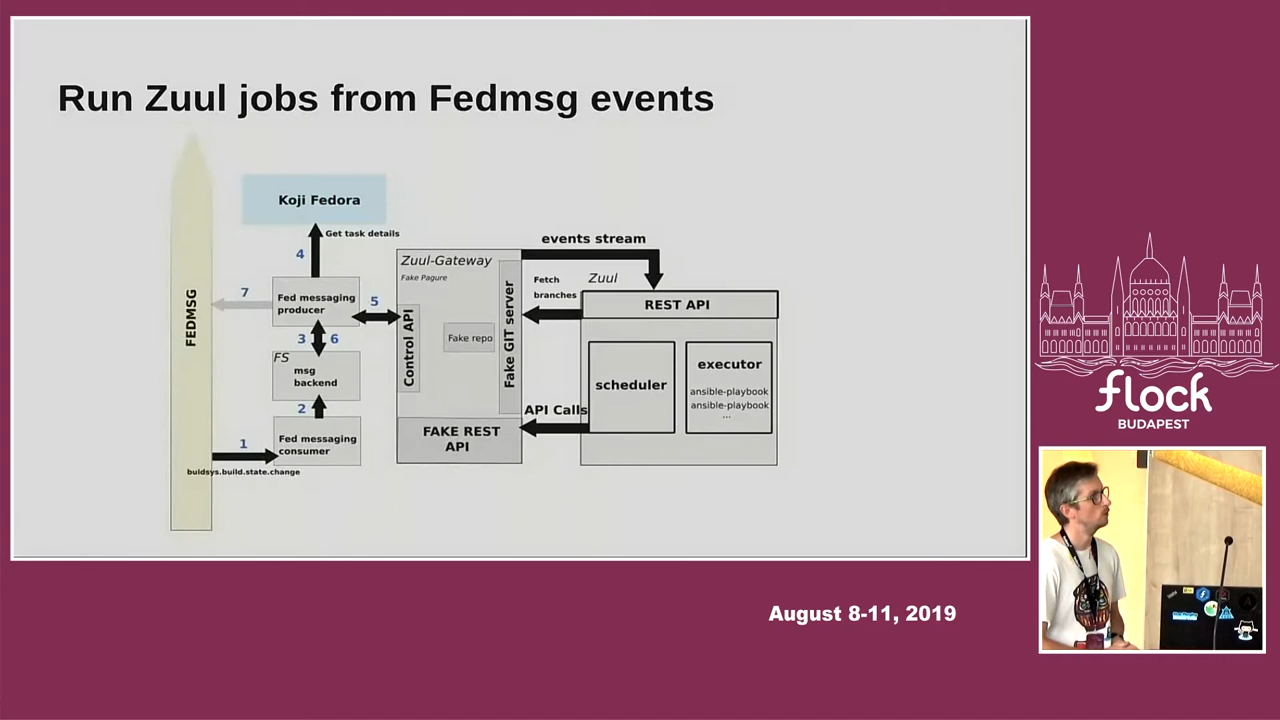 Run Zuul jobs from Fedmsg events
Koji Fedora
Get task details
4
FEDMSG
7
Fed messaging
producer
5
3
6
FS
msg
backend
2
Fed messaging
consumer
1
buidsys.build.state.change
Zuul-Gateway
Fake Pagure
Control API
Fake repo
Fake GIT server
FAKE REST
API
events stream
Fetch
branches
Zuul
REST API
scheduler
executor
ansible-playbook
ansible-playbook
...
API Calls
flock
BUDAPEST
August 8-11, 2019